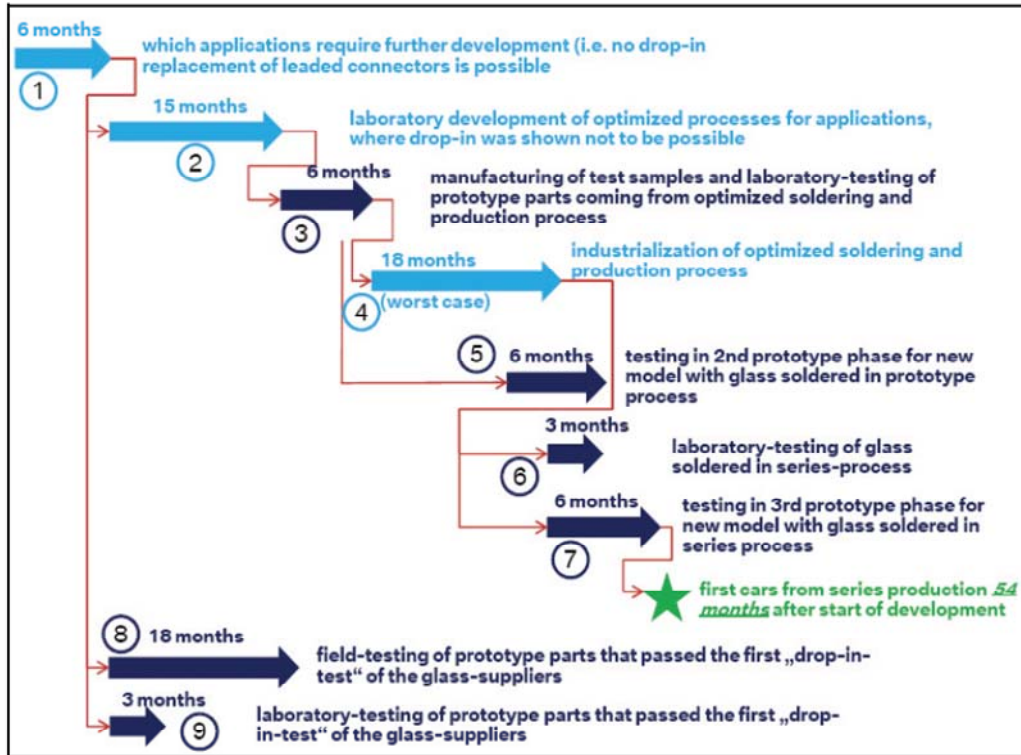 6 months
which applications require further development (i.e. no drop-in
replacement of leaded connectors is possible
1
15 months
laboratory development of optimized processes for applications,
where drop-in was shown not to be possible
2
6 months
manufacturing of test samples and laboratory-testing of
prototype parts coming from optimized soldering and
production process
3
18 months
(worst case)
industrialization of optimized soldering and
production process
4
5
6 months
testing in 2nd prototype phase for new
model with glass soldered in prototype
process
3 months
laboratory-testing of glass
soldered in series-process
6
6 months
testing in 3rd prototype phase for
new model with glass soldered in
series process
7
first cars from series production 54
months after start of development
8
18 months
field-testing of prototype parts that passed the first „drop-in-
test“ of the glass-suppliers
3 months
9
laboratory-testing of prototype parts that passed the first „drop-
in-test“ of the glass-suppliers